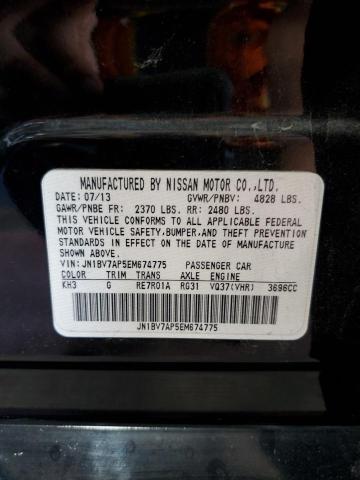 MANUFACTURED BY NISSAN MOTOR CO.,LTD.
DATE: 07/13 GVWR/PNBV: 4828 LBS.
GAWR/PNBE FR: 2370 LBS. RR: 2480 LBS.
THIS VEHICLE CONFORMS TO ALL APPLICABLE FEDERAL
MOTOR VEHICLE SAFETY, BUMPER, AND THEFT PREVENTION
STANDARDS IN EFFECT ON THE DATE OF MANUFACTURE
SHOWN ABOVE.
VIN: JN1BV7AP5EM674775 PASSENGER CAR
COLOR TRIM TRANS AXLE ENGINE
KH3 G RE7R01A RG31 VQ37(VHR) 3696CC
JN1BV7AP5EM674775